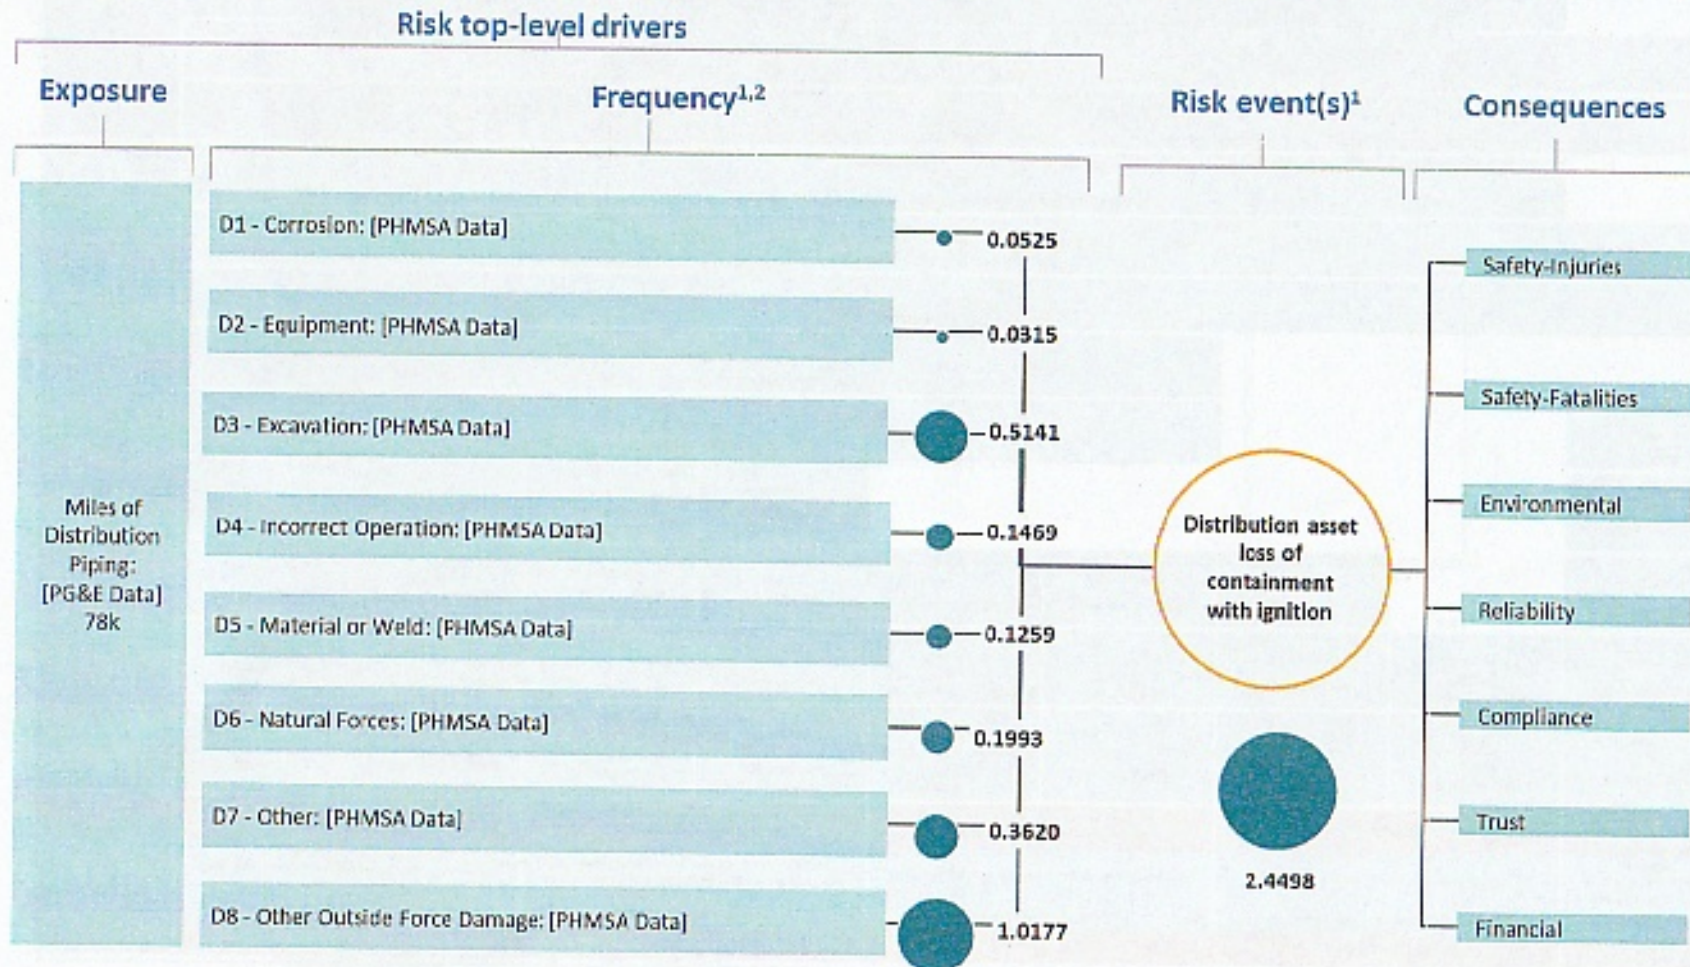 Risk top-level drivers
Exposure
Frequency1,2
Risk event(s)1
Consequences
Miles of
Distribution
Piping:
[PG&E Data]
78k
D1 - Corrosion: [PHMSA Data]
0.0525
D2 - Equipment: [PHMSA Data]
0.0315
D3 - Excavation: [PHMSA Data]
0.5141
D4 - Incorrect Operation: [PHMSA Data]
0.1469
D5 - Material or Weld: [PHMSA Data]
0.1259
D6 - Natural Forces: [PHMSA Data]
0.1993
D7 - Other: [PHMSA Data]
0.3620
D8 - Other Outside Force Damage: [PHMSA Data]
1.0177
Distribution asset
loss of
containment
with ignition
2.4498
Safety-Injuries
Safety-Fatalities
Environmental
Reliability
Compliance
Trust
Financial